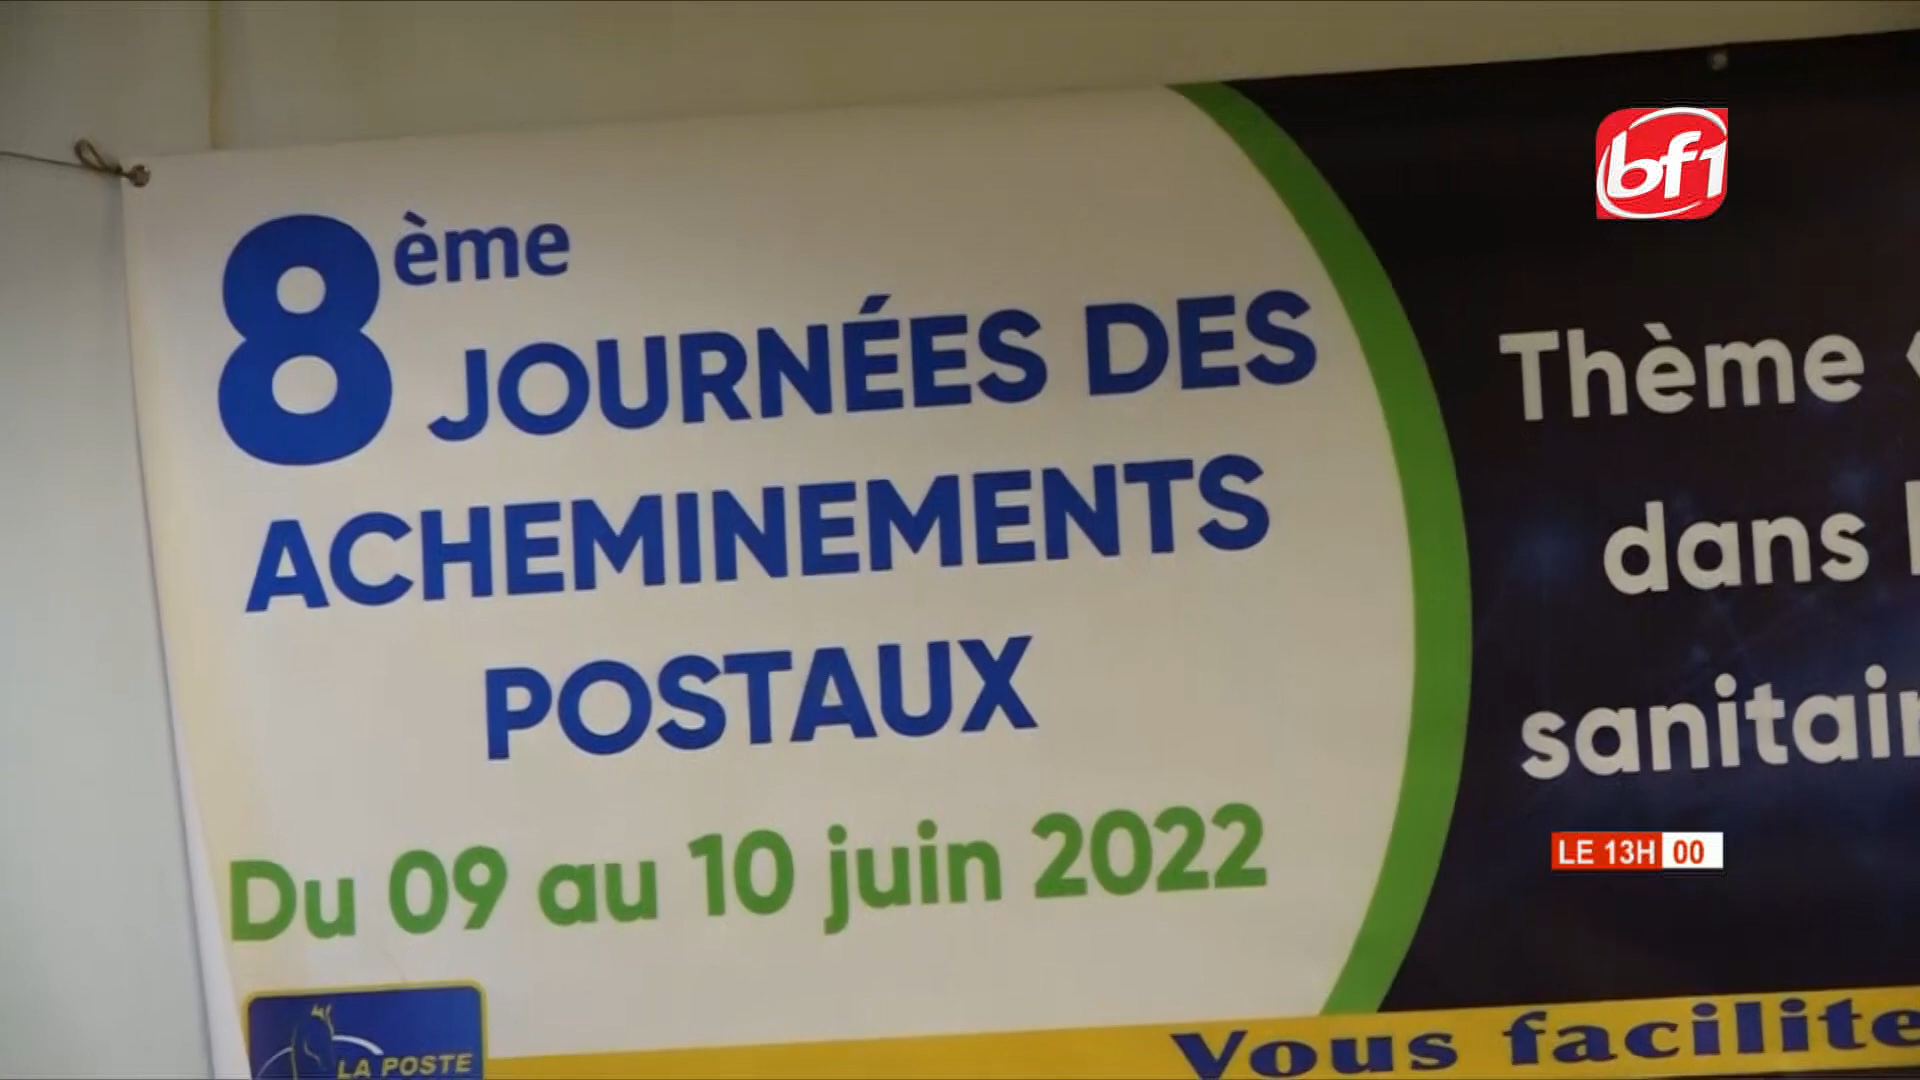 8ème JOURNÉES DES
ACHEMINEMENTS
POSTAUX
Du 09 au 10 juin 2022
LA POSTE
Thème
dans
Vous facilite
bf1
LE 13H 00